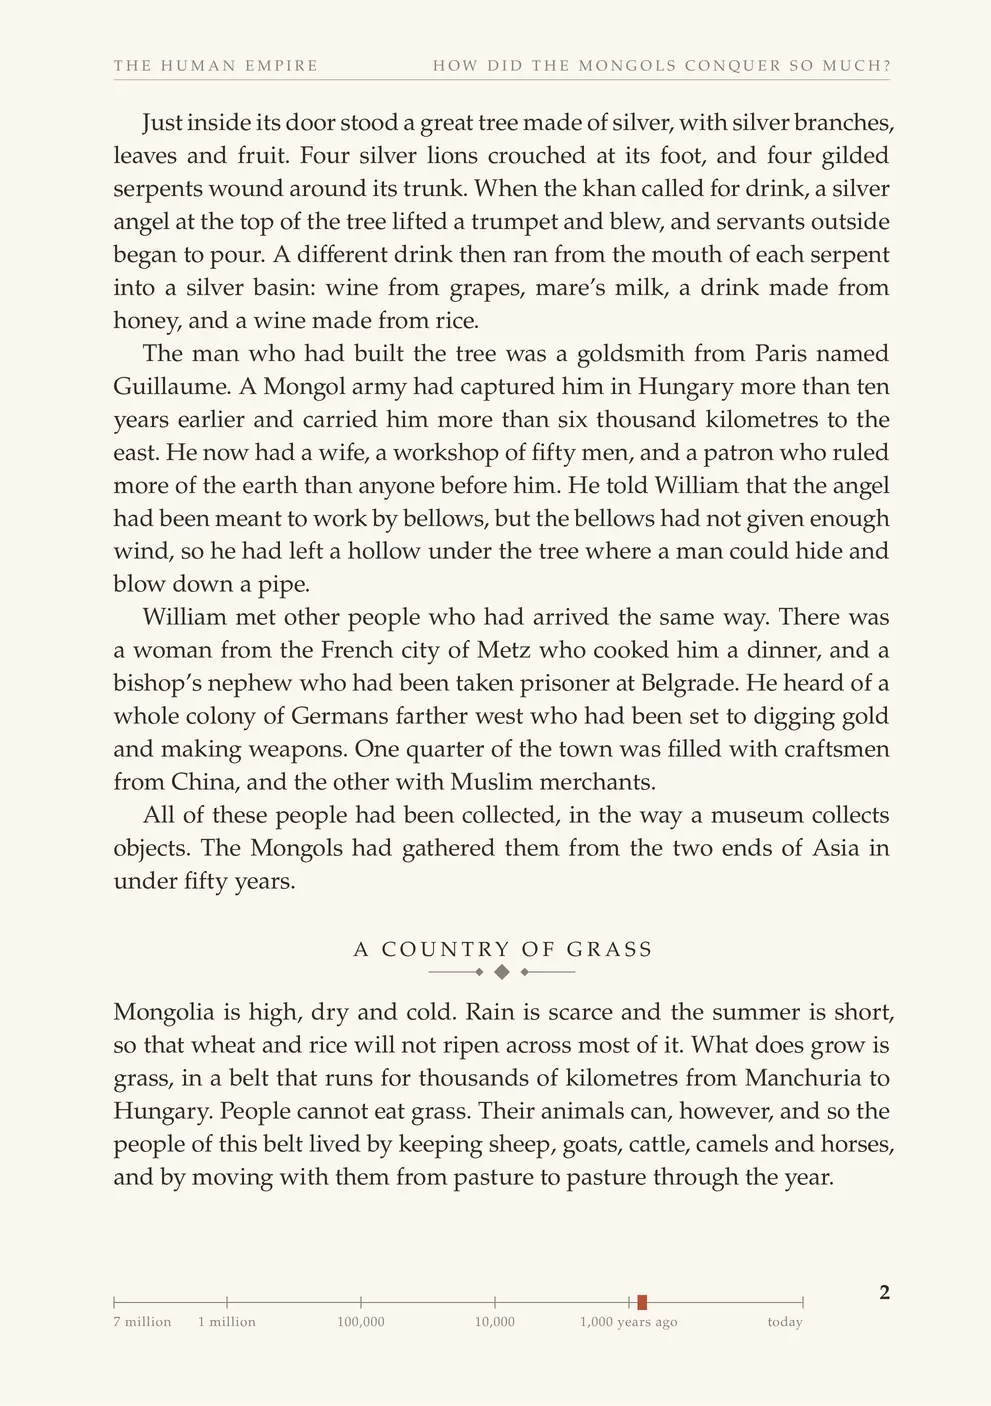 THE HUMAN EMPIRE HOW DID THE MONGOLS CONQUER SO MUCH?
Just inside its door stood a great tree made of silver, with silver branches,
leaves and fruit. Four silver lions crouched at its foot, and four gilded
serpents wound around its trunk. When the khan called for drink, a silver
angel at the top of the tree lifted a trumpet and blew, and servants outside
began to pour. A different drink then ran from the mouth of each serpent
into a silver basin: wine from grapes, mare’s milk, a drink made from
honey, and a wine made from rice.
The man who had built the tree was a goldsmith from Paris named
Guillaume. A Mongol army had captured him in Hungary more than ten
years earlier and carried him more than six thousand kilometres to the
east. He now had a wife, a workshop of fifty men, and a patron who ruled
more of the earth than anyone before him. He told William that the angel
had been meant to work by bellows, but the bellows had not given enough
wind, so he had left a hollow under the tree where a man could hide and
blow down a pipe.
William met other people who had arrived the same way. There was
a woman from the French city of Metz who cooked him a dinner, and a
bishop’s nephew who had been taken prisoner at Belgrade. He heard of a
whole colony of Germans farther west who had been set to digging gold
and making weapons. One quarter of the town was filled with craftsmen
from China, and the other with Muslim merchants.
All of these people had been collected, in the way a museum collects
objects. The Mongols had gathered them from the two ends of Asia in
under fifty years.
A COUNTRY OF GRASS
Mongolia is high, dry and cold. Rain is scarce and the summer is short,
so that wheat and rice will not ripen across most of it. What does grow is
grass, in a belt that runs for thousands of kilometres from Manchuria to
Hungary. People cannot eat grass. Their animals can, however, and so the
people of this belt lived by keeping sheep, goats, cattle, camels and horses,
and by moving with them from pasture to pasture through the year.
2
7 million 1 million 100,000 10,000 1,000 years ago today